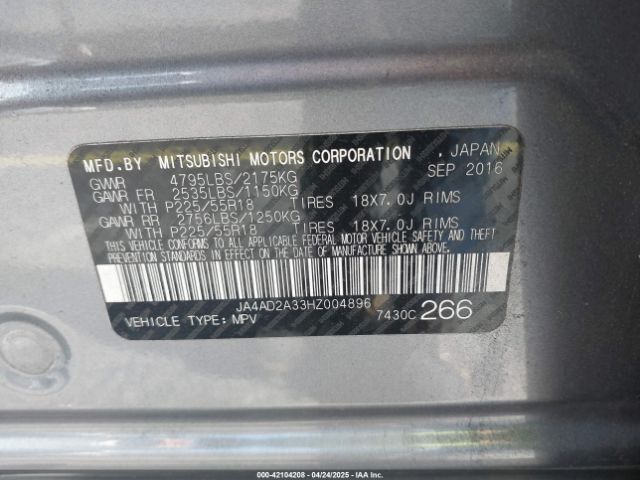 MFD.BY MITSUBISHI MOTORS CORPORATION , JAPAN
GVWR 4795LBS/2175KG SEP 2016
GAWR FR 2535LBS/1150KG
WITH P225/55R18 TIRES 18X7.0J RIMS
GAWR RR 2756LBS/1250KG
WITH P225/55R18 TIRES 18X7.0J RIMS
THIS VEHICLE CONFORMS TO ALL APPLICABLE FEDERAL MOTOR VEHICLE SAFETY AND THEFT
PREVENTION STANDARDS IN EFFECT ON THE DATE OF MANUFACTURE SHOWN ABOVE.
JA4AD2A33HZ004896
VEHICLE TYPE: MPV 7430C 266
000-42104208 - 04/24/2025 - IAAI.COM